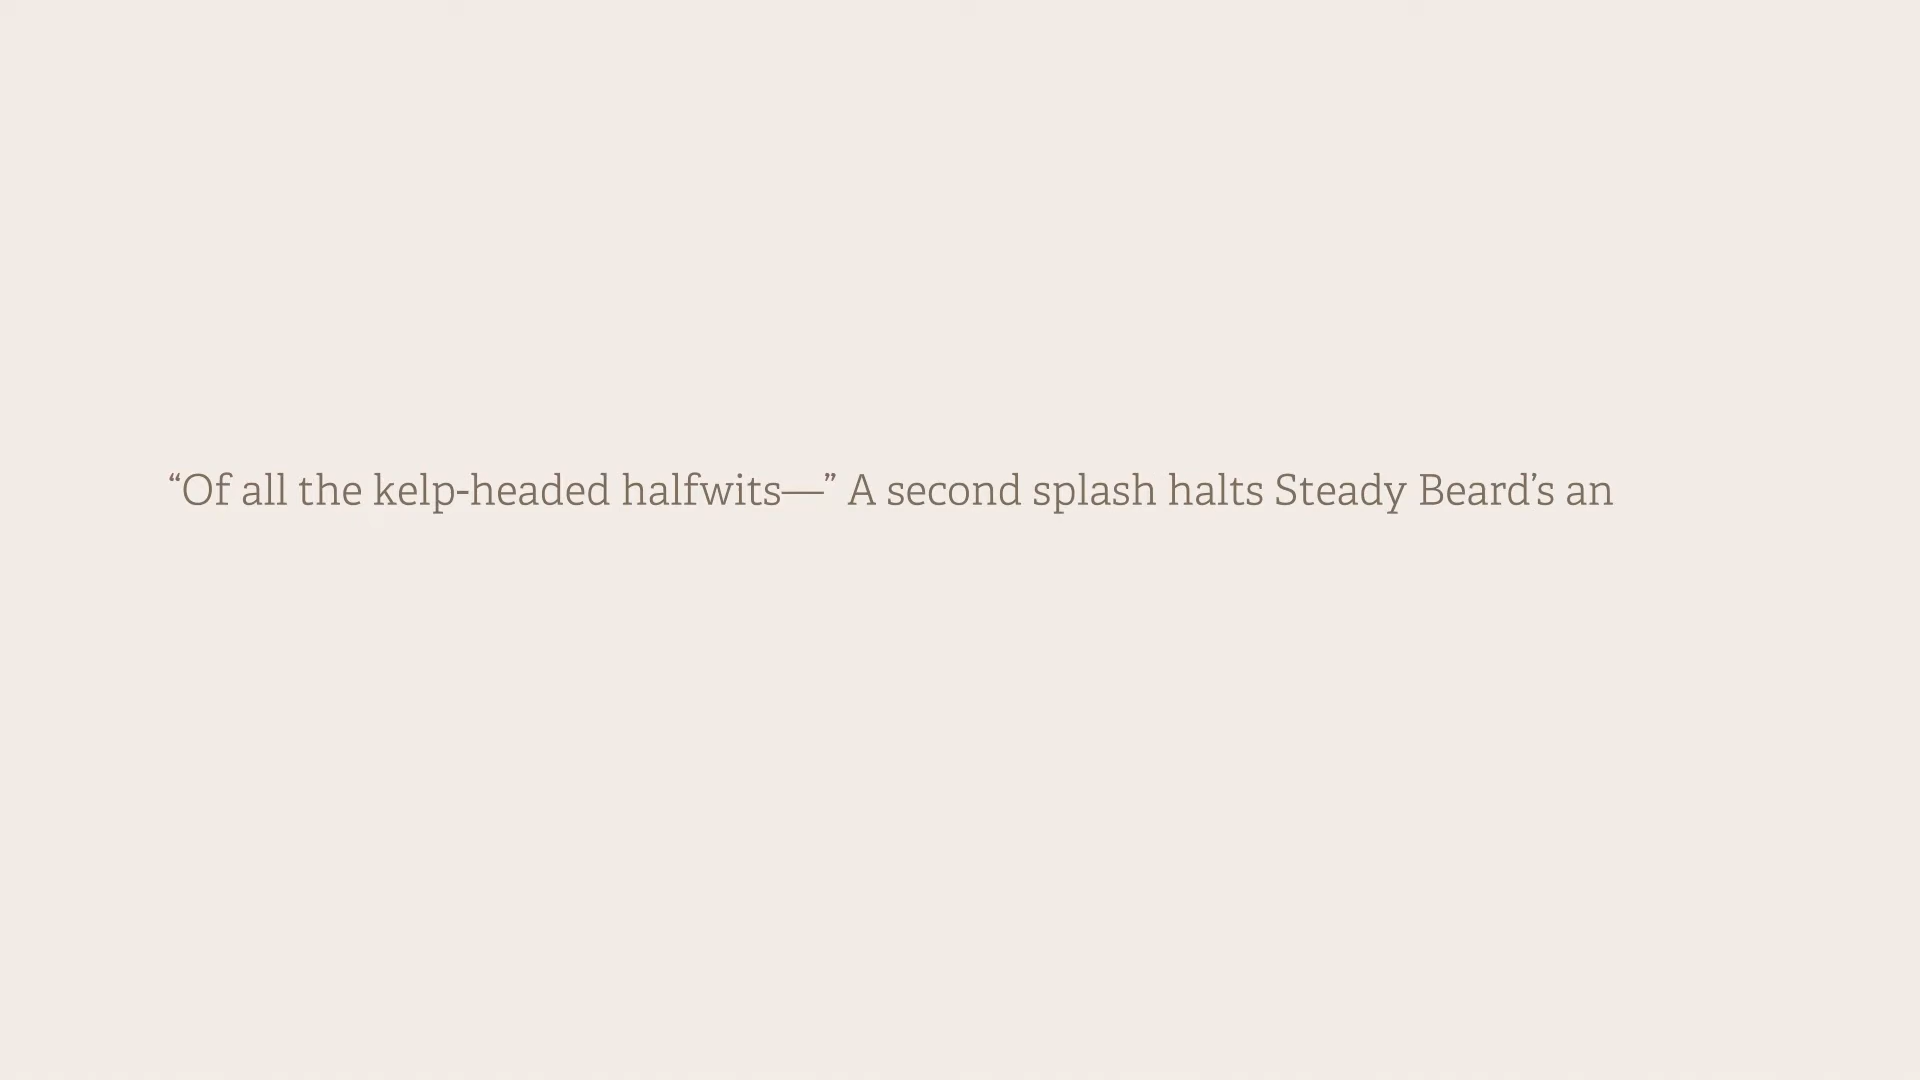 “Of all the kelp-headed halfwits—” A second splash halts Steady Beard’s an